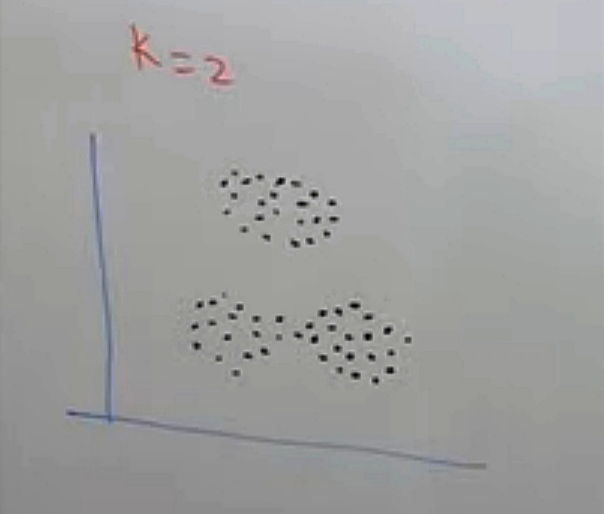 K = 2